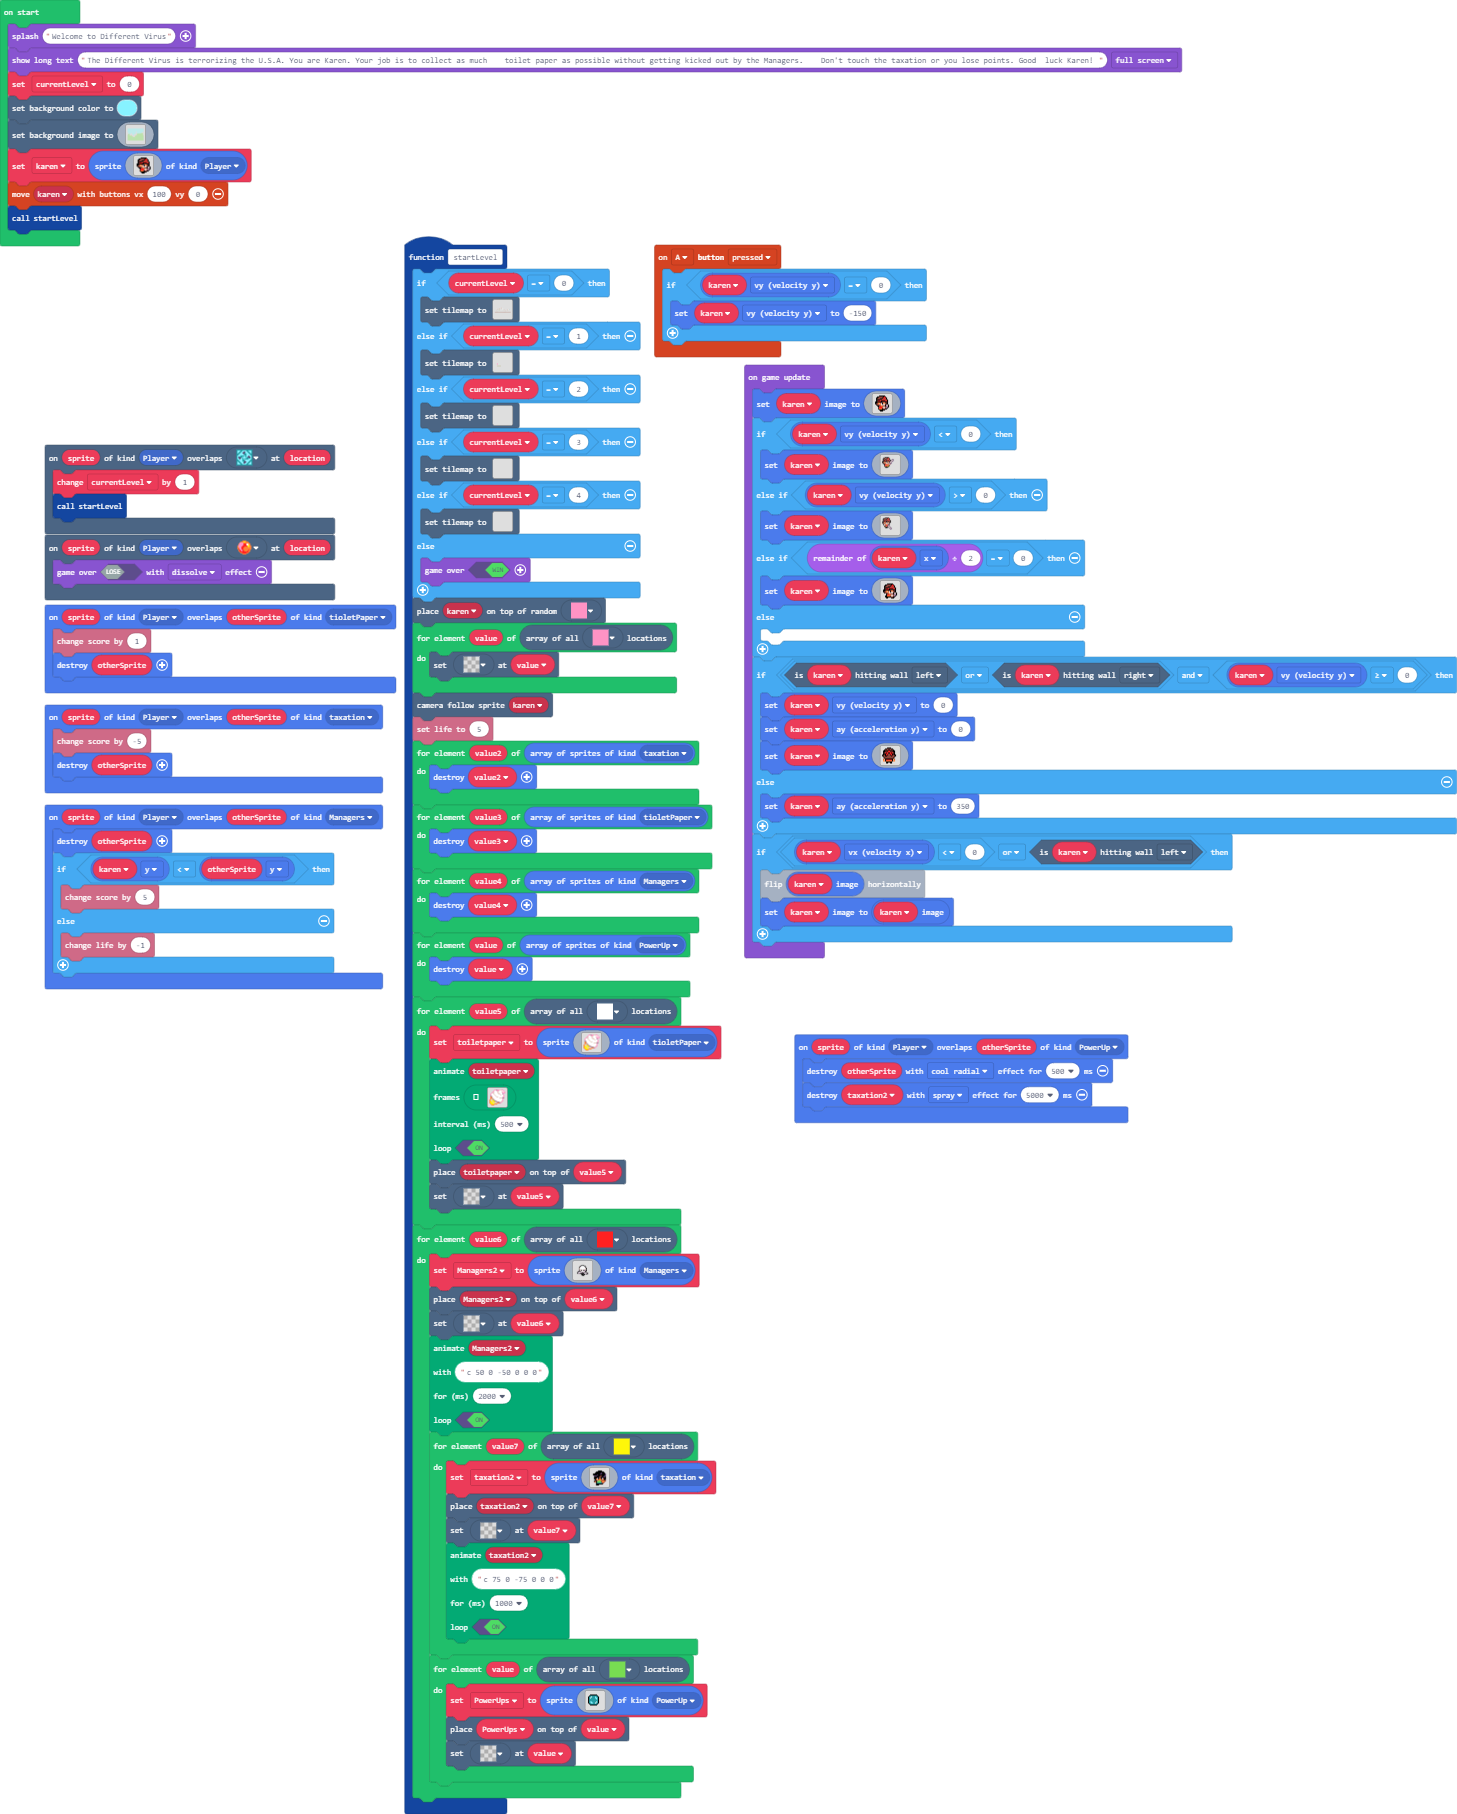 on start
splash "Welcome to Different Virus"
show long text "The Different Virus is terrorizing the U.S.A. You are Karen. Your job is to collect as much toilet paper as possible without getting kicked out by the Managers. Don't touch the taxation or you lose points. Good luck Karen! " full screen
set currentLevel to 0
set background color to
set background image to
set karen to sprite of kind Player
move karen with buttons vx 100 vy 0
call startLevel
function startLevel
if currentLevel = 0 then
set tilemap to
else if currentLevel = 1 then
set tilemap to
else if currentLevel = 2 then
set tilemap to
else if currentLevel = 3 then
set tilemap to
else if currentLevel = 4 then
set tilemap to
else
game over WIN
place karen on top of random
for element value of array of all locations
do set at value
camera follow sprite karen
set life to 5
for element value2 of array of sprites of kind taxation
do destroy value2
for element value3 of array of sprites of kind tioletPaper
do destroy value3
for element value4 of array of sprites of kind Managers
do destroy value4
for element value of array of sprites of kind PowerUp
do destroy value
for element value5 of array of all locations
do
set toiletpaper to sprite of kind tioletPaper
animate toiletpaper
frames
interval (ms) 500
loop ON
place toiletpaper on top of value5
set at value5
for element value6 of array of all locations
do
set Managers2 to sprite of kind Managers
place Managers2 on top of value6
set at value6
animate Managers2
with "c 50 0 -50 0 0 0"
for (ms) 2000
loop ON
for element value7 of array of all locations
do
set taxation2 to sprite of kind taxation
place taxation2 on top of value7
set at value7
animate taxation2
with "c 75 0 -75 0 0 0"
for (ms) 1000
loop ON
for element value of array of all locations
do
set PowerUps to sprite of kind PowerUp
place PowerUps on top of value
set at value
on A button pressed
if karen vy (velocity y) = 0 then
set karen vy (velocity y) to -150
on game update
set karen image to
if karen vy (velocity y) < 0 then
set karen image to
else if karen vy (velocity y) > 0 then
set karen image to
else if remainder of karen x ÷ 2 = 0 then
set karen image to
else
if is karen hitting wall left or is karen hitting wall right and karen vy (velocity y) ≥ 0 then
set karen vy (velocity y) to 0
set karen ay (acceleration y) to 0
set karen image to
else
set karen ay (acceleration y) to 350
if karen vx (velocity x) < 0 or is karen hitting wall left then
flip karen image horizontally
set karen image to karen image
on sprite of kind Player overlaps at location
change currentLevel by 1
call startLevel
on sprite of kind Player overlaps at location
game over LOSE with dissolve effect
on sprite of kind Player overlaps otherSprite of kind tioletPaper
change score by 1
destroy otherSprite
on sprite of kind Player overlaps otherSprite of kind taxation
change score by -5
destroy otherSprite
on sprite of kind Player overlaps otherSprite of kind Managers
destroy otherSprite
if karen y < otherSprite y then
change score by 5
else
change life by -1
on sprite of kind Player overlaps otherSprite of kind PowerUp
destroy otherSprite with cool radial effect for 500 ms
destroy taxation2 with spray effect for 5000 ms